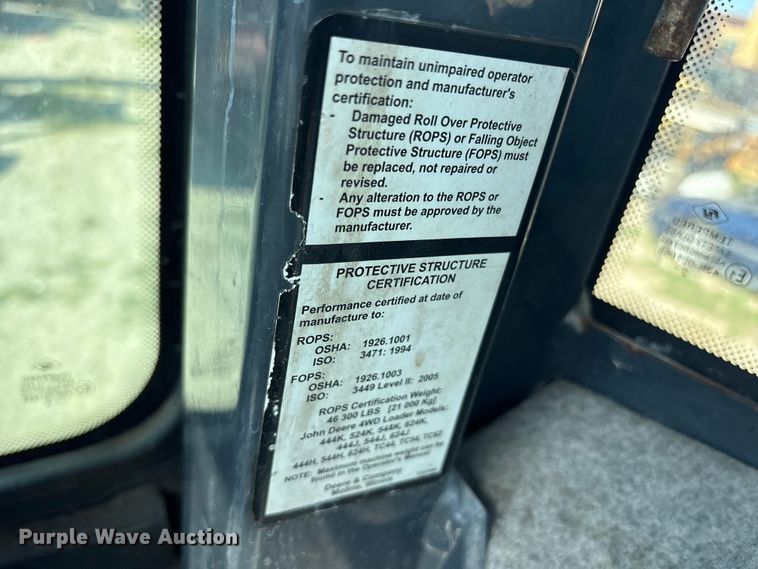 To maintain unimpaired operator
protection and manufacturer's
certification:
- Damaged Roll Over Protective
Structure (ROPS) or Falling Object
Protective Structure (FOPS) must
be replaced, not repaired or
revised.
- Any alteration to the ROPS or
FOPS must be approved by the
manufacturer.
PROTECTIVE STRUCTURE
CERTIFICATION
Performance certified at date of
manufacture to:
ROPS:
OSHA: 1926.1001
ISO: 3471: 1994
FOPS:
OSHA: 1926.1003
ISO: 3449 Level II: 2005
ROPS Certification Weight:
46 300 LBS [21 000 Kg]
John Deere 4WD Loader Models:
444K, 524K, 544K, 624K,
444J, 544J, 624J
444H, 544H, 624H, TC44, TC54, TC62
NOTE: Maximum machine weight can be
found in the Operator's Manual
Deere & Company
Moline, Illinois
TEMPERED
Purple Wave Auction